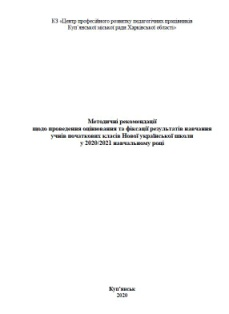 КЗ «Центр професійного розвитку педагогічних працівників
Куп'янської міської ради Харківської області»
Методичні рекомендації
щодо проведення оцінювання та фіксації результатів навчання
учнів початкових класів Нової української школи
у 2020/2021 навчальному році
Куп'янськ
2020